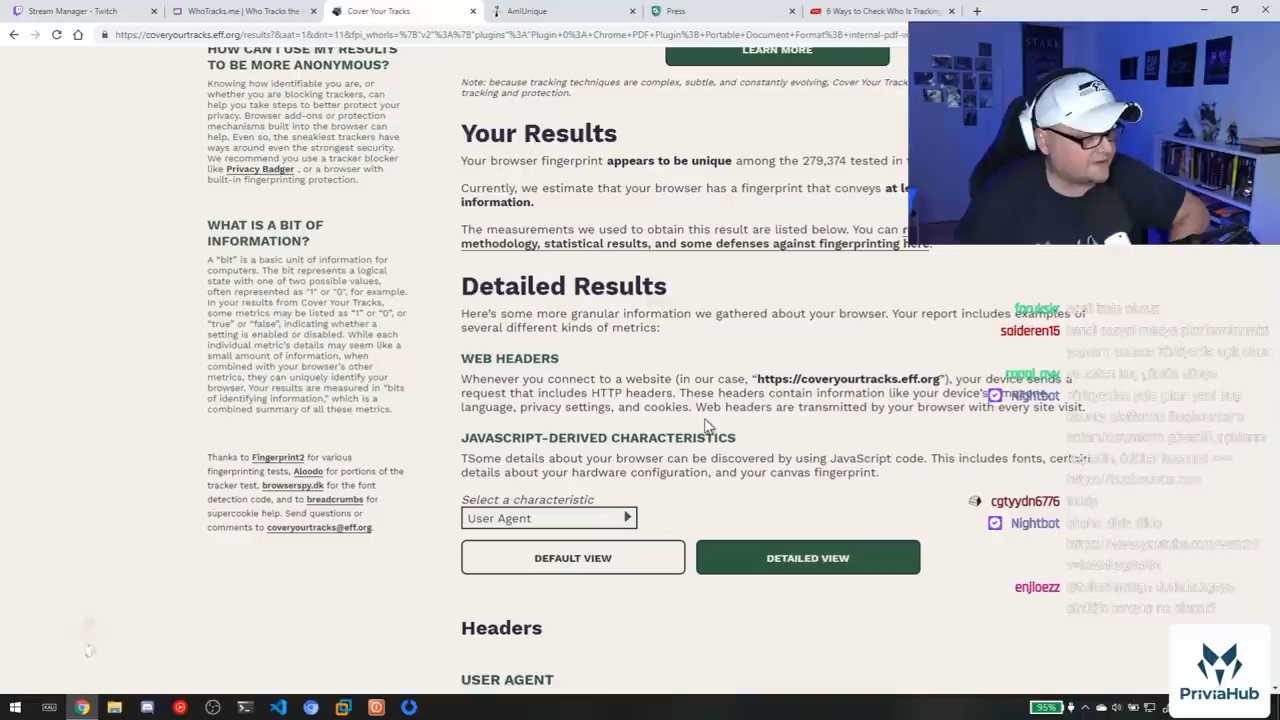 Stream Manager - Twitch
WhoTracks.me | Who Tracks the
Cover Your Tracks
AmIUnique
Press
6 Ways to Check Who Is Trackin
https://coveryourtracks.eff.org/results?&aat=1&dnt=11&fpi_whorls=%7B"v2"%3A%7B"plugins"%3A"Plugin+0%3A+Chrome+PDF+Plugin%3B+Portable+Document+Format%3B+internal-pdf-vi
HOW CAN I USE MY RESULTS
TO BE MORE ANONYMOUS?
Knowing how identifiable you are, or
whether you are blocking trackers, can
help you take steps to better protect your
privacy. Browser add-ons or protection
mechanisms built into the browser can
help. Even so, the sneakiest trackers have
ways around even the strongest security.
We recommend you use a tracker blocker
like Privacy Badger , or a browser with
built-in fingerprinting protection.
WHAT IS A BIT OF
INFORMATION?
A “bit” is a basic unit of information for
computers. The bit represents a logical
state with one of two possible values,
often represented as “1” or “0”, for example.
In your results from Cover Your Tracks,
some metrics may be listed as “1” or “0”, or
“true” or “false”, indicating whether a
setting is enabled or disabled. While each
individual metric's details may seem like a
small amount of information, when
combined with your browser's other
metrics, they can uniquely identify your
browser. Your results are measured in “bits
of identifying information,” which is a
combined summary of all these metrics.
Thanks to Fingerprint2 for various
fingerprinting tests, Aloodo for portions of the
tracker test, browserspy.dk for the font
detection code, and to breadcrumbs for
supercookie help. Send questions or
comments to coveryourtracks@eff.org.
LEARN MORE
Note: because tracking techniques are complex, subtle, and constantly evolving, Cover Your Track
tracking and protection.
Your Results
Your browser fingerprint appears to be unique among the 279,374 tested in t
Currently, we estimate that your browser has a fingerprint that conveys at le
information.
The measurements we used to obtain this result are listed below. You can r
methodology, statistical results, and some defenses against fingerprinting here.
Detailed Results
Here's some more granular information we gathered about your browser. Your report includes examples of
several different kinds of metrics:
WEB HEADERS
Whenever you connect to a website (in our case, “https://coveryourtracks.eff.org”), your device sends a
request that includes HTTP headers. These headers contain information like your device's
language, privacy settings, and cookies. Web headers are transmitted by your browser with every site visit.
JAVASCRIPT-DERIVED CHARACTERISTICS
TSome details about your browser can be discovered by using JavaScript code. This includes fonts, certain
details about your hardware configuration, and your canvas fingerprint.
Select a characteristic
User Agent
DEFAULT VIEW
DETAILED VIEW
Headers
USER AGENT
STARK
saideren15
Nightbot
cgtyydn6776
Nightbot
enjloezz
PriviaHub
95%